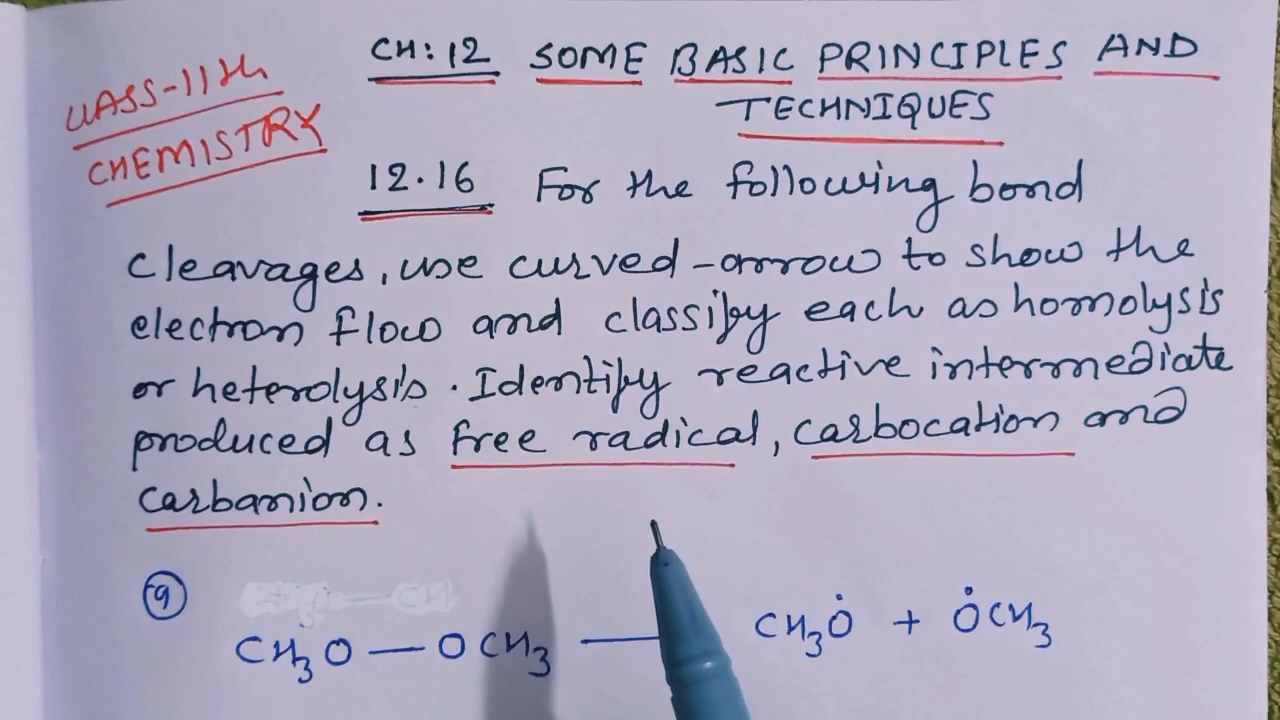 CH: 12 SOME BASIC PRINCIPLES AND
TECHNIQUES
CLASS-11th
CHEMISTRY
12.16 For the following bond
cleavages, use curved-arrow to show the
electron flow and classify each as homolysis
or heterolysis. Identify reactive intermediate
produced as free radical, carbocation and
carbanion.
(a)
CH₃O — OCH₃ — CH₃Ȯ + ȮCH₃